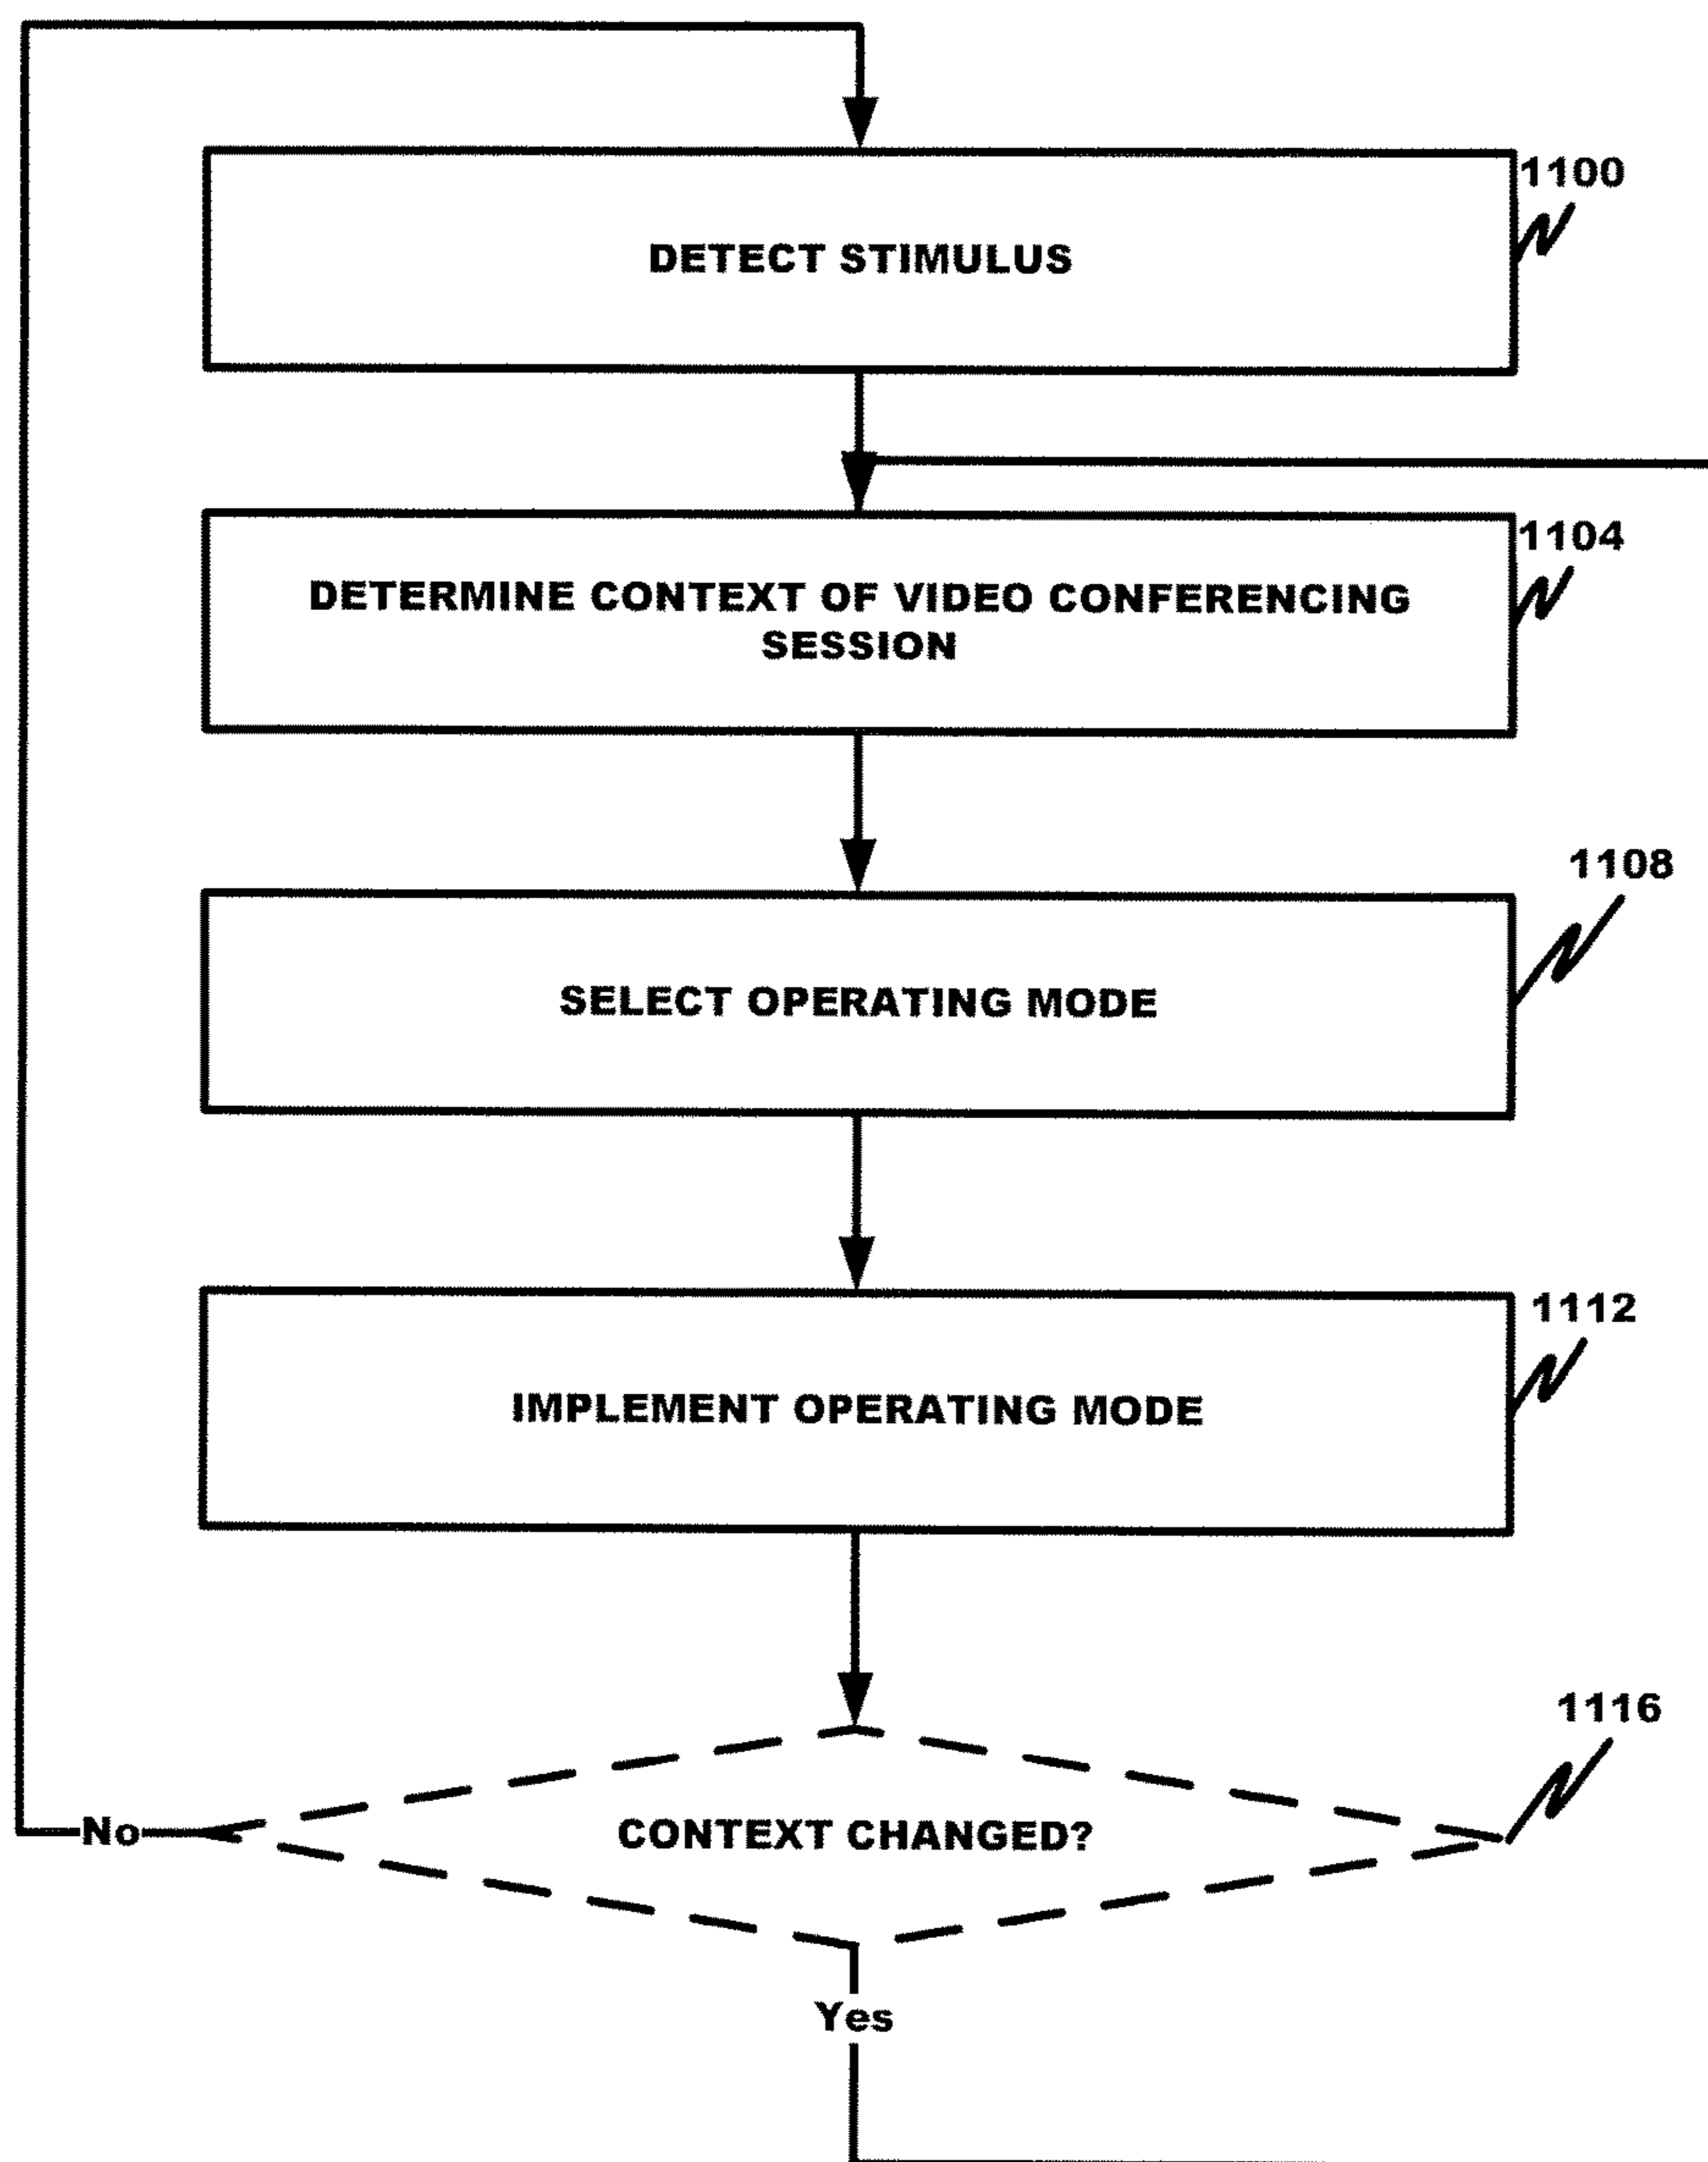 1100
DETECT STIMULUS
1104
DETERMINE CONTEXT OF VIDEO CONFERENCING
SESSION
1108
SELECT OPERATING MODE
1112
IMPLEMENT OPERATING MODE
1116
No
CONTEXT CHANGED?
Yes